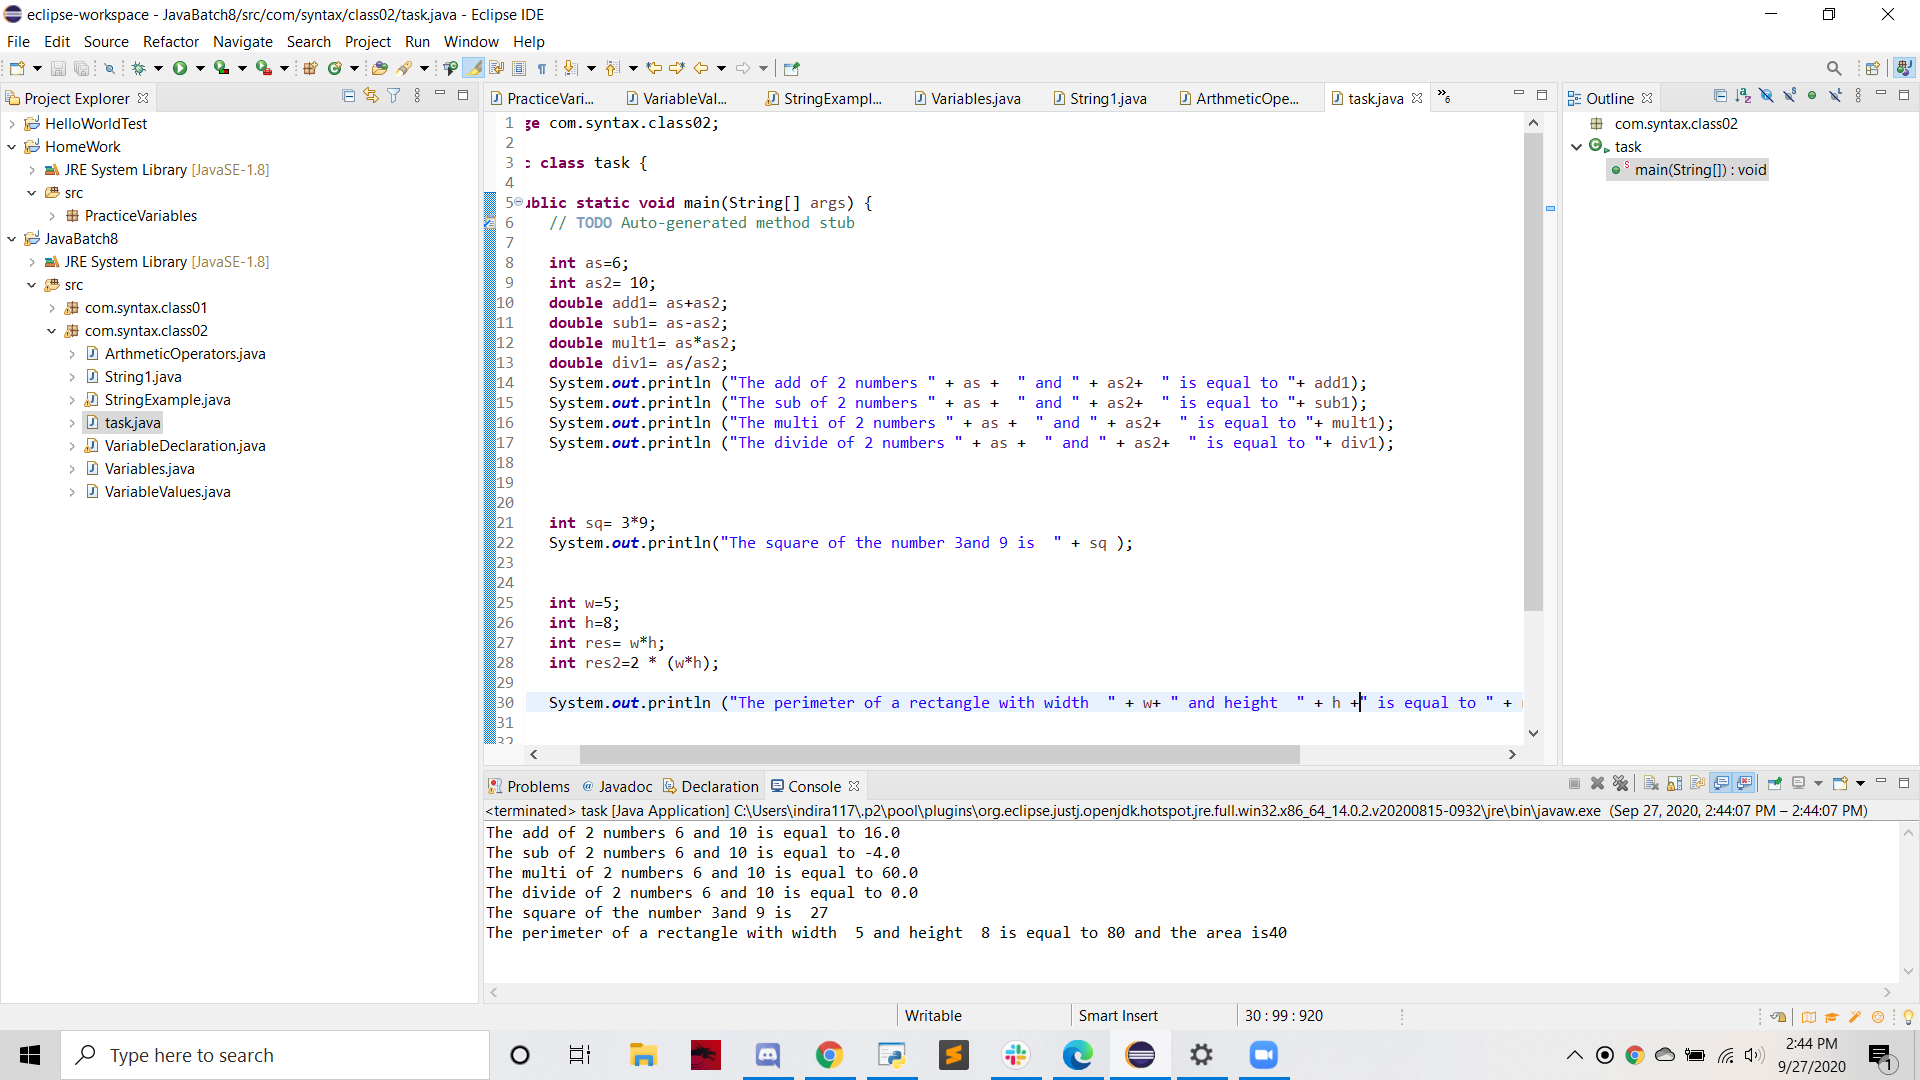 eclipse-workspace - JavaBatch8/src/com/syntax/class02/task.java - Eclipse IDE
File Edit Source Refactor Navigate Search Project Run Window Help
Project Explorer
HelloWorldTest
HomeWork
JRE System Library [JavaSE-1.8]
src
PracticeVariables
JavaBatch8
JRE System Library [JavaSE-1.8]
src
com.syntax.class01
com.syntax.class02
ArthmeticOperators.java
String1.java
StringExample.java
task.java
VariableDeclaration.java
Variables.java
VariableValues.java
PracticeVari... VariableVal... StringExampl... Variables.java String1.java ArthmeticOpe... task.java »6
1 ge com.syntax.class02;
2
3 c class task {
4
5 ublic static void main(String[] args) {
6 // TODO Auto-generated method stub
7
8 int as=6;
9 int as2= 10;
10 double add1= as+as2;
11 double sub1= as-as2;
12 double mult1= as*as2;
13 double div1= as/as2;
14 System.out.println ("The add of 2 numbers " + as +  " and " + as2+  " is equal to "+ add1);
15 System.out.println ("The sub of 2 numbers " + as +  " and " + as2+  " is equal to "+ sub1);
16 System.out.println ("The multi of 2 numbers " + as +  " and " + as2+  " is equal to "+ mult1);
17 System.out.println ("The divide of 2 numbers " + as +  " and " + as2+  " is equal to "+ div1);
18
19
20
21 int sq= 3*9;
22 System.out.println("The square of the number 3and 9 is  " + sq );
23
24
25 int w=5;
26 int h=8;
27 int res= w*h;
28 int res2=2 * (w*h);
29
30 System.out.println ("The perimeter of a rectangle with width  " + w+ " and height  " + h +" is equal to " +
31
32
Outline
com.syntax.class02
task
main(String[]) : void
Problems @ Javadoc Declaration Console
<terminated> task [Java Application] C:\Users\indira117\.p2\pool\plugins\org.eclipse.justj.openjdk.hotspot.jre.full.win32.x86_64_14.0.2.v20200815-0932\jre\bin\javaw.exe (Sep 27, 2020, 2:44:07 PM – 2:44:07 PM)
The add of 2 numbers 6 and 10 is equal to 16.0
The sub of 2 numbers 6 and 10 is equal to -4.0
The multi of 2 numbers 6 and 10 is equal to 60.0
The divide of 2 numbers 6 and 10 is equal to 0.0
The square of the number 3and 9 is  27
The perimeter of a rectangle with width  5 and height  8 is equal to 80 and the area is40
Writable Smart Insert 30 : 99 : 920
Type here to search
2:44 PM
9/27/2020
1